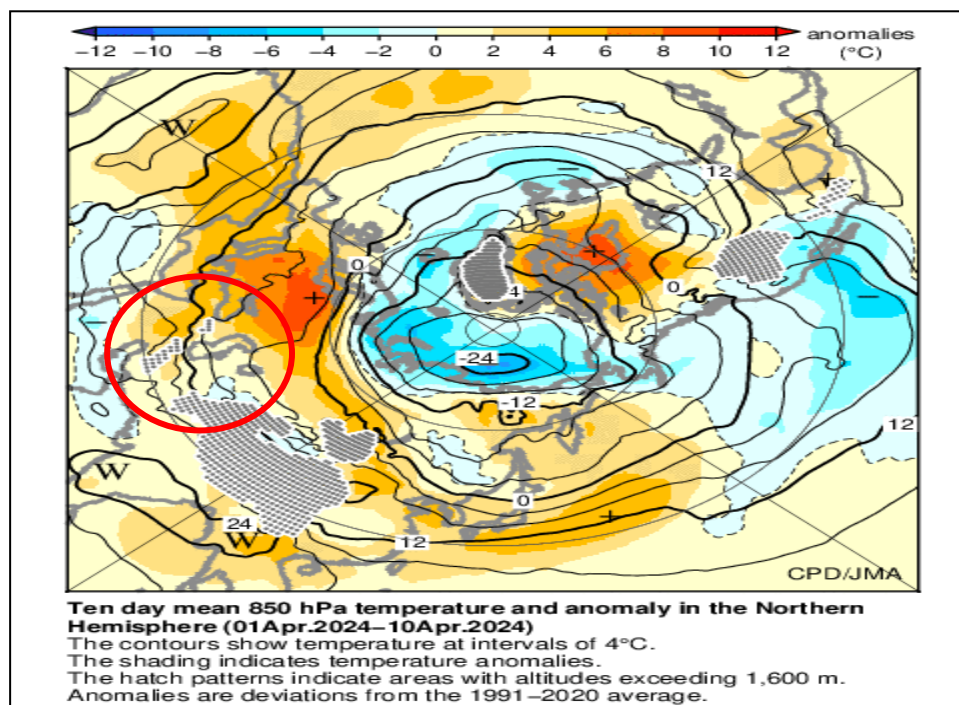 −12 −10 −8 −6 −4 −2 0 2 4 6 8 10 12 anomalies
(°C)
W
12
0
4
0
-24
-12
12
W
0
24
12
W
CPD/JMA
Ten day mean 850 hPa temperature and anomaly in the Northern
Hemisphere (01Apr.2024−10Apr.2024)
The contours show temperature at intervals of 4°C.
The shading indicates temperature anomalies.
The hatch patterns indicate areas with altitudes exceeding 1,600 m.
Anomalies are deviations from the 1991−2020 average.